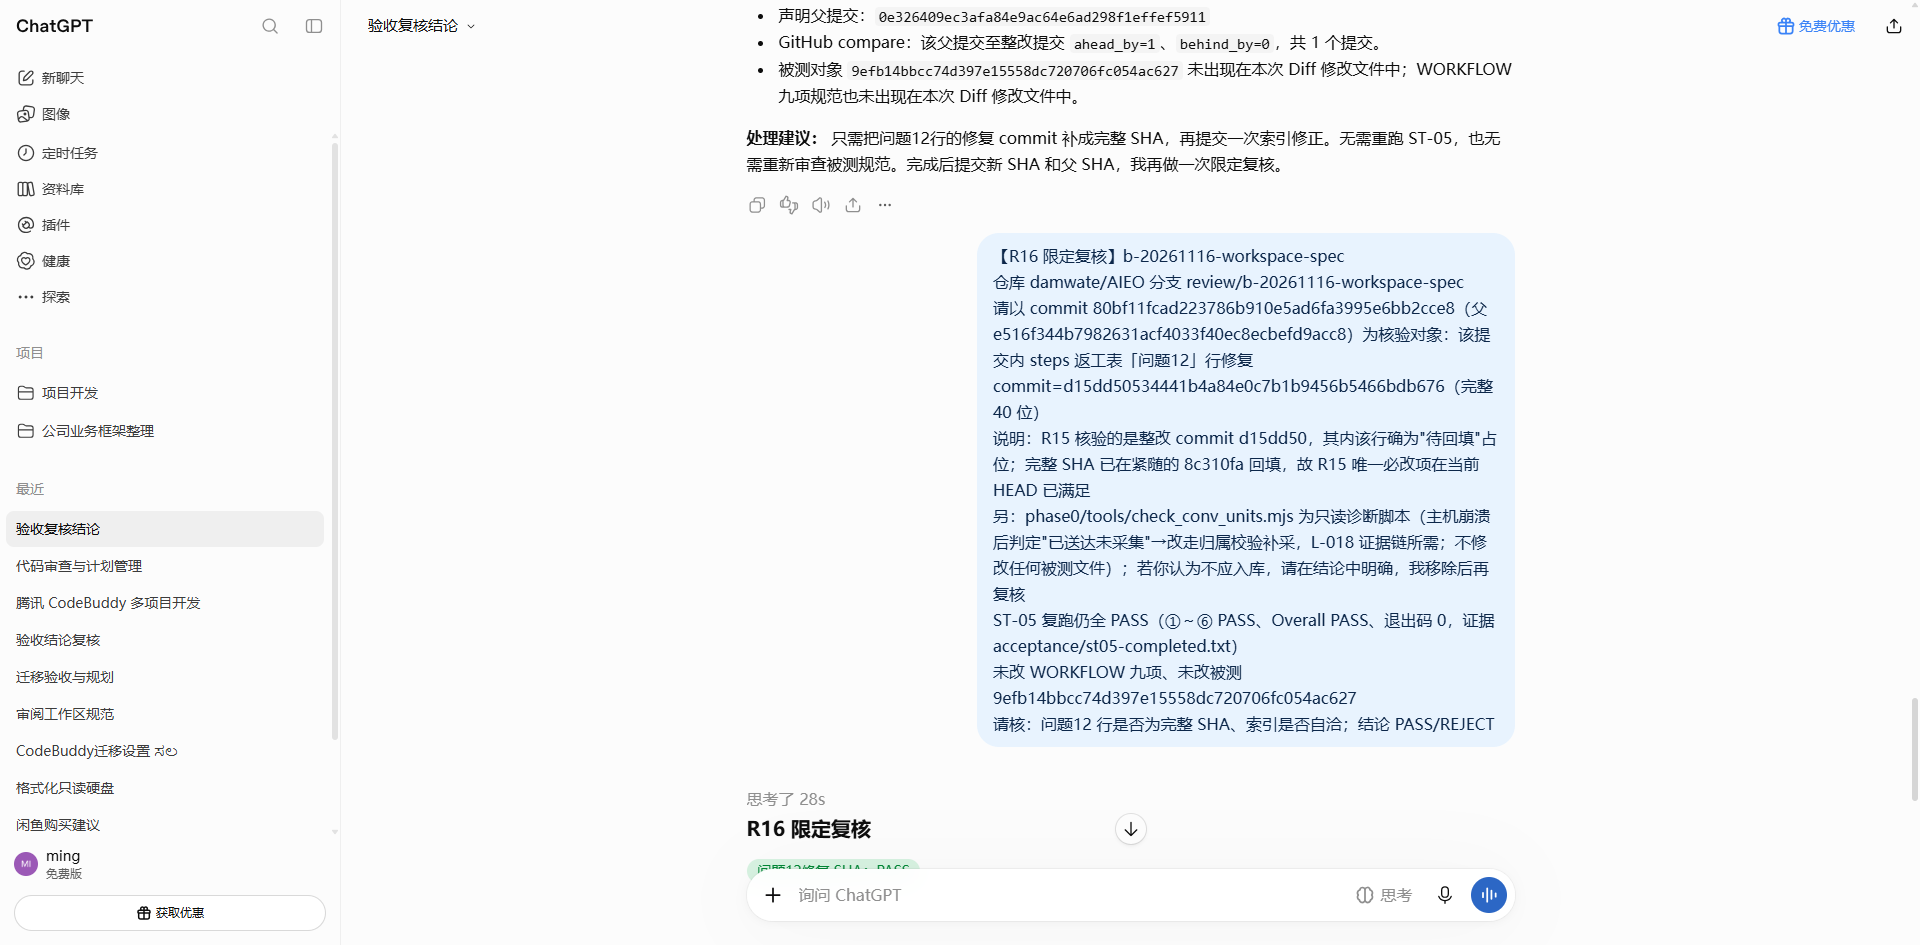 ChatGPT
新聊天
图像
定时任务
资料库
插件
健康
探索
项目
项目开发
公司业务框架整理
最近
验收复核结论
代码审查与计划管理
腾讯 CodeBuddy 多项目开发
验收结论复核
迁移验收与规划
审阅工作区规范
CodeBuddy迁移设置
格式化只读硬盘
闲鱼购买建议
MI
ming
免费版
获取优惠
验收复核结论
免费优惠
声明父提交： 0e326409ec3afa84e9ac64e6ad298f1effef5911
GitHub compare：该父提交至整改提交 ahead_by=1 、 behind_by=0 ，共 1 个提交。
被测对象 9efb14bbcc74d397e15558dc720706fc054ac627 未出现在本次 Diff 修改文件中；WORKFLOW
九项规范也未出现在本次 Diff 修改文件中。
处理建议： 只需把问题12行的修复 commit 补成完整 SHA，再提交一次索引修正。无需重跑 ST-05，也无
需重新审查被测规范。完成后提交新 SHA 和父 SHA，我再做一次限定复核。
【R16 限定复核】b-20261116-workspace-spec
仓库 damwate/AIEO 分支 review/b-20261116-workspace-spec
请以 commit 80bf11fcad223786b910e5ad6fa3995e6bb2cce8（父
e516f344b7982631acf4033f40ec8ecbefd9acc8）为核验对象：该提
交内 steps 返工表「问题12」行修复
commit=d15dd50534441b4a84e0c7b1b9456b5466bdb676（完整
40 位）
说明：R15 核验的是整改 commit d15dd50，其内该行确为"待回填"占
位；完整 SHA 已在紧随的 8c310fa 回填，故 R15 唯一必改项在当前
HEAD 已满足
另：phase0/tools/check_conv_units.mjs 为只读诊断脚本（主机崩溃
后判定"已送达未采集"→改走归属校验补采，L-018 证据链所需；不修
改任何被测文件）；若你认为不应入库，请在结论中明确，我移除后再
复核
ST-05 复跑仍全 PASS（①～⑥ PASS、Overall PASS、退出码 0，证据
acceptance/st05-completed.txt）
未改 WORKFLOW 九项、未改被测
9efb14bbcc74d397e15558dc720706fc054ac627
请核：问题12 行是否为完整 SHA、索引是否自洽；结论 PASS/REJECT
思考了 28s
R16 限定复核
问题12修复 SHA：PASS
询问 ChatGPT
思考